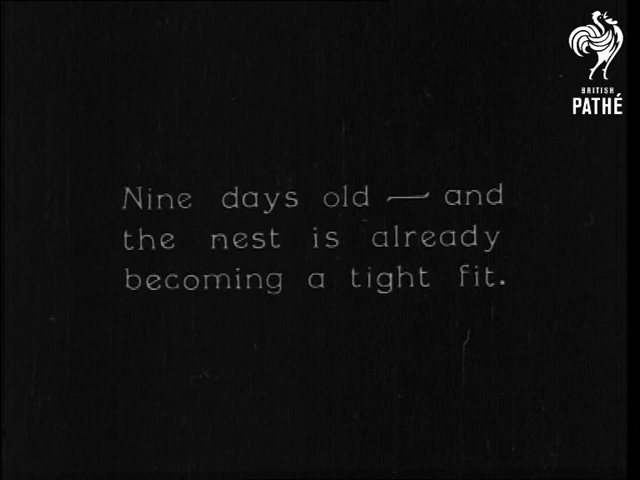 BRITISH
PATHÉ
Nine days old — and
the nest is already
becoming a tight fit.